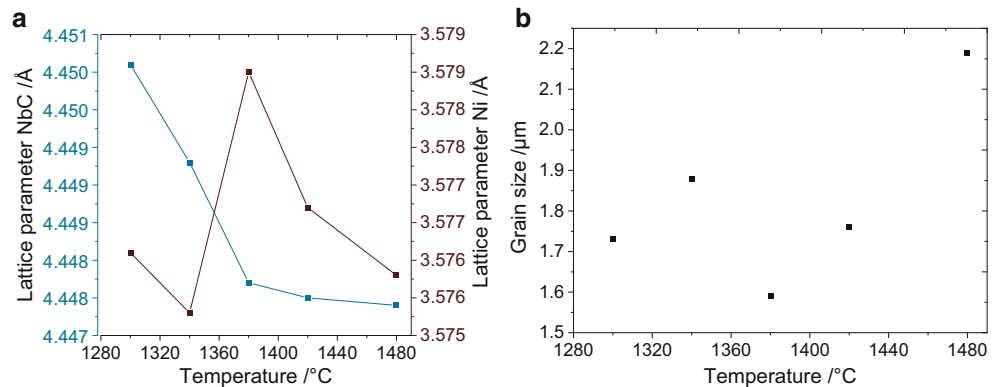 a
Lattice parameter NbC /Å
4.451
4.450
4.450
4.449
4.449
4.449
4.448
4.448
4.447
3.579
3.579
3.578
3.578
3.577
3.577
3.576
3.576
3.575
Lattice parameter Ni /Å
1280 1320 1360 1400 1440 1480
Temperature /°C
b
Grain size /µm
2.2
2.1
2.0
1.9
1.8
1.7
1.6
1.5
1280 1320 1360 1400 1440 1480
Temperature /°C